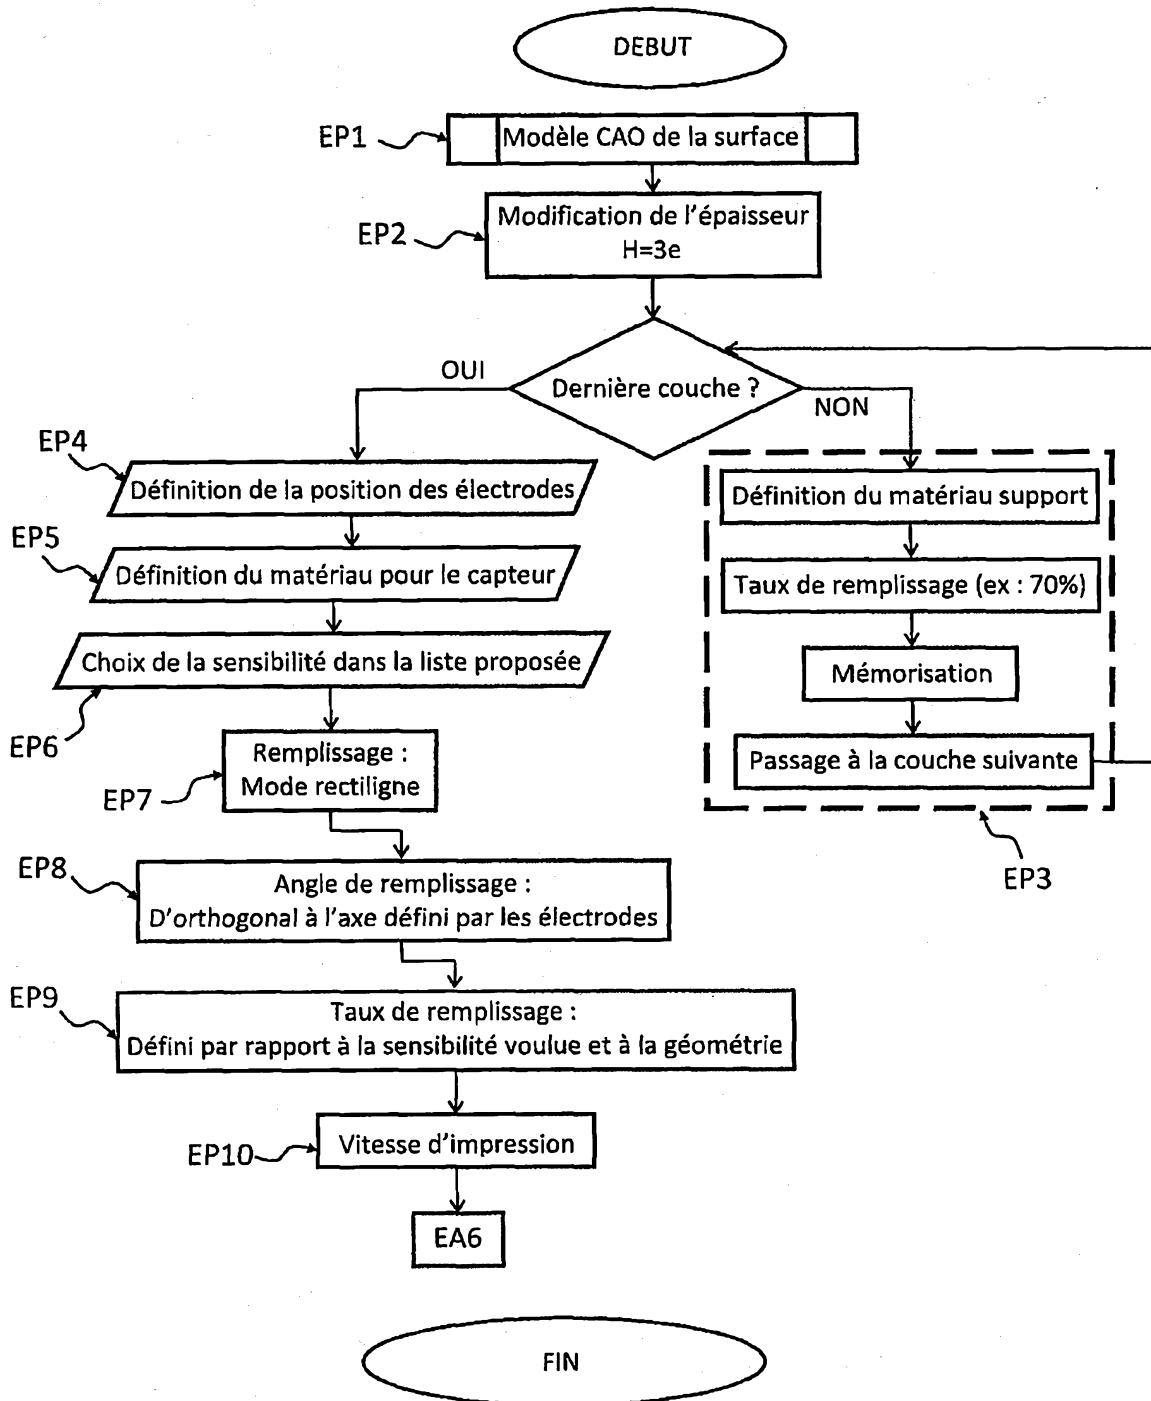 DEBUT
EP1
Modèle CAO de la surface
EP2
Modification de l'épaisseur
H=3e
Dernière couche ?
OUI
NON
EP4
Définition de la position des électrodes
EP5
Définition du matériau pour le capteur
Choix de la sensibilité dans la liste proposée
EP6
Remplissage :
Mode rectiligne
EP7
EP8
Angle de remplissage :
D'orthogonal à l'axe défini par les électrodes
EP9
Taux de remplissage :
Défini par rapport à la sensibilité voulue et à la géométrie
EP10
Vitesse d'impression
EA6
Définition du matériau support
Taux de remplissage (ex : 70%)
Mémorisation
Passage à la couche suivante
EP3
FIN